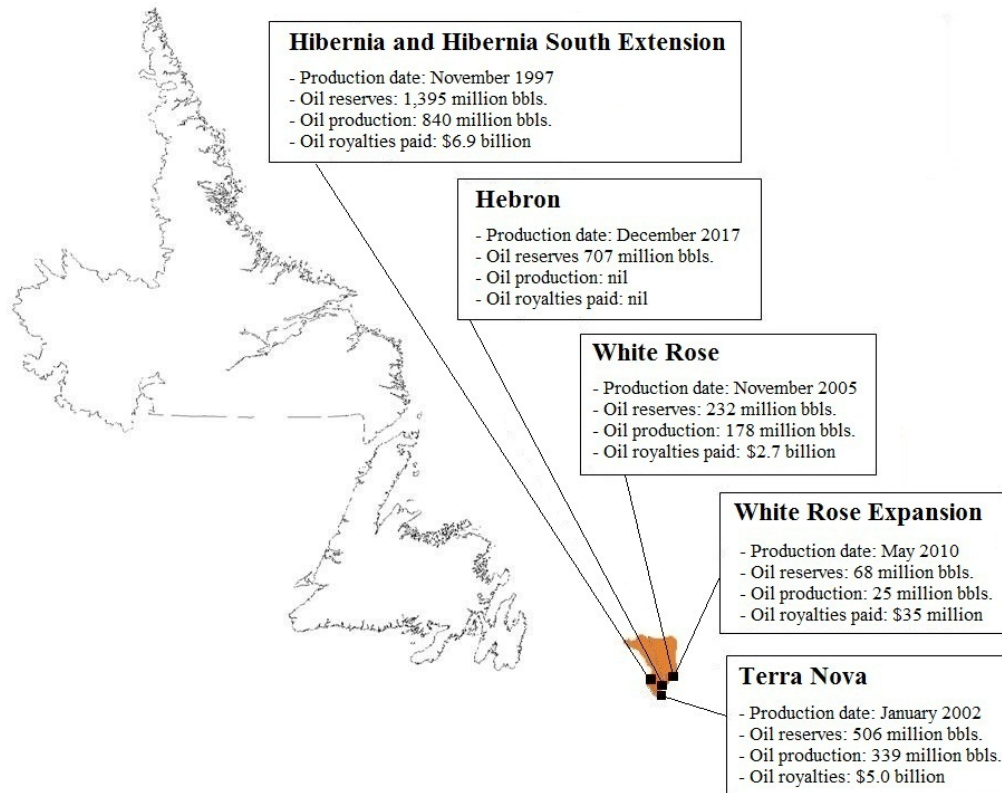 Hibernia and Hibernia South Extension
- Production date: November 1997
- Oil reserves: 1,395 million bbls.
- Oil production: 840 million bbls.
- Oil royalties paid: $6.9 billion
Hebron
- Production date: December 2017
- Oil reserves 707 million bbls.
- Oil production: nil
- Oil royalties paid: nil
White Rose
- Production date: November 2005
- Oil reserves: 232 million bbls.
- Oil production: 178 million bbls.
- Oil royalties paid: $2.7 billion
White Rose Expansion
- Production date: May 2010
- Oil reserves: 68 million bbls.
- Oil production: 25 million bbls.
- Oil royalties paid: $35 million
Terra Nova
- Production date: January 2002
- Oil reserves: 506 million bbls.
- Oil production: 339 million bbls.
- Oil royalties: $5.0 billion